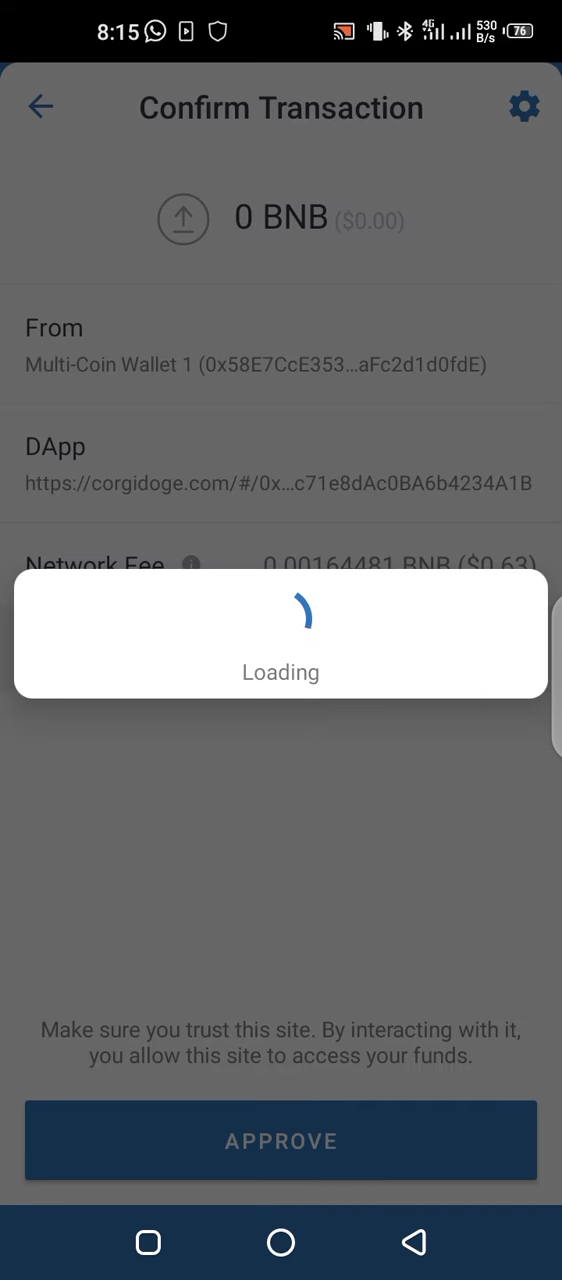 8:15 4G 530 B/s 76
Confirm Transaction
0 BNB ($0.00)
From
Multi-Coin Wallet 1 (0x58E7CcE353...aFc2d1d0fdE)
DApp
https://corgidoge.com/#/0x...c71e8dAc0BA6b4234A1B
Network Fee 0.00164481 BNB ($0.63)
Loading
Make sure you trust this site. By interacting with it,
you allow this site to access your funds.
APPROVE